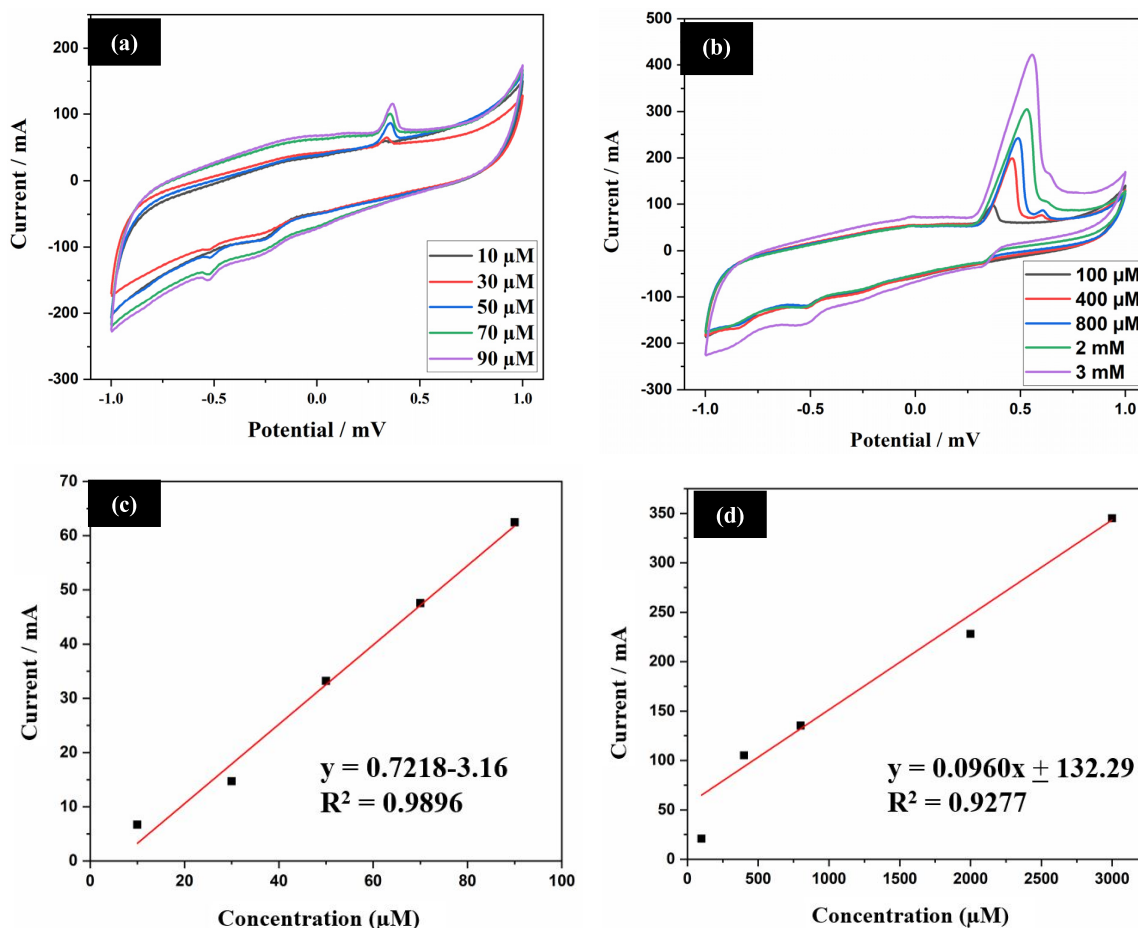 (a)
Current / mA
200
100
0
-100
-200
-300
-1.0
-0.5
0.0
0.5
1.0
Potential / mV
10 µM
30 µM
50 µM
70 µM
90 µM
(b)
Current / mA
500
400
300
200
100
0
-100
-200
-300
-1.0
-0.5
0.0
0.5
1.0
Potential / mV
100 µM
400 µM
800 µM
2 mM
3 mM
(c)
Current / mA
70
60
50
40
30
20
10
0
0
20
40
60
80
100
Concentration (µM)
y = 0.7218-3.16
R² = 0.9896
(d)
Current / mA
350
300
250
200
150
100
50
0
0
500
1000
1500
2000
2500
3000
Concentration (µM)
y = 0.0960x ± 132.29
R² = 0.9277